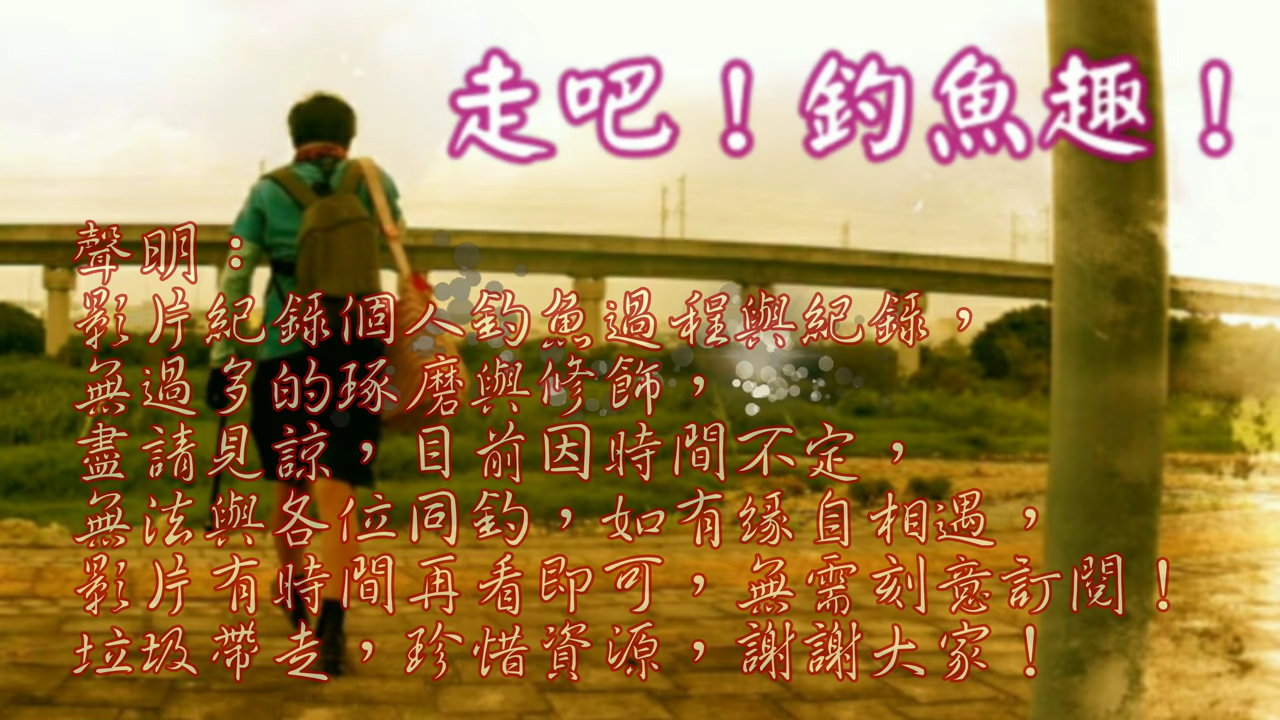 走吧！釣魚趣！
聲明：
影片紀錄個人釣魚過程與紀錄，
無過多的琢磨與修飾，
盡請見諒，目前因時間不定，
無法與各位同釣，如有緣自相遇，
影片有時間再看即可，無需刻意訂閱！
垃圾帶走，珍惜資源，謝謝大家！